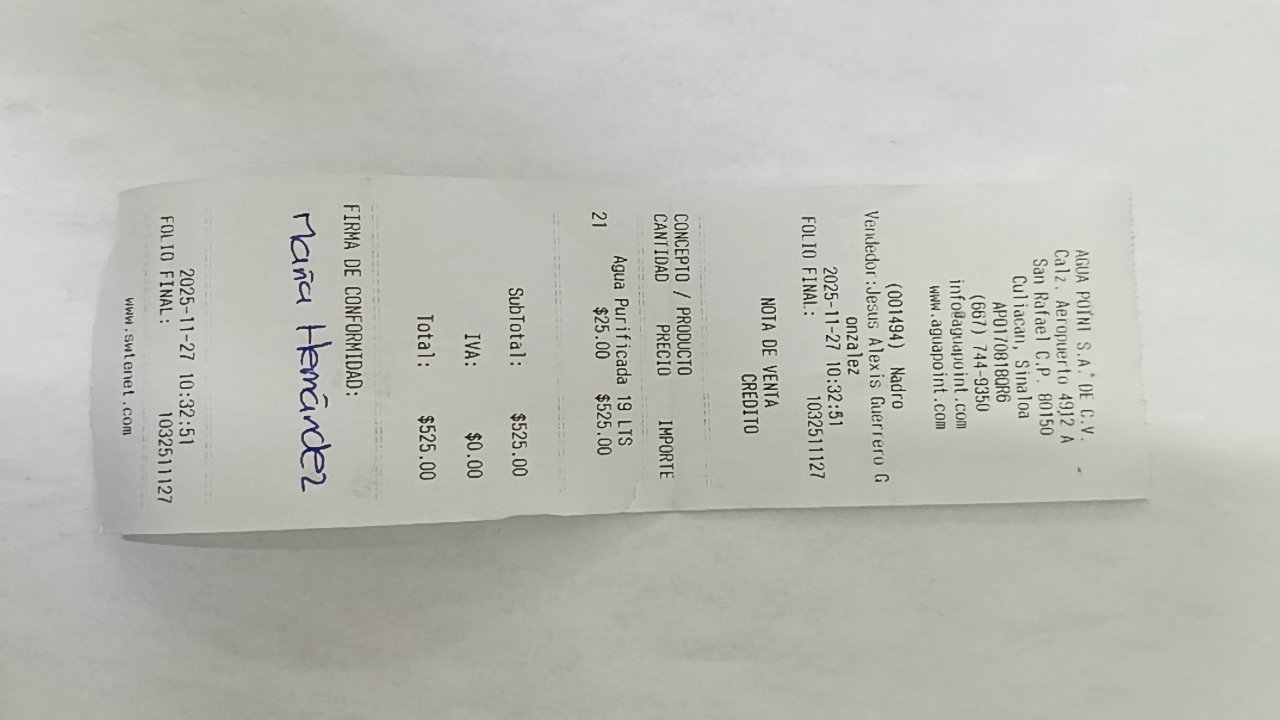 AGUA POINT S.A. DE C.V.
Calz. Aeropuerto 4912 A
San Rafael C.P. 80150
Culiacan, Sinaloa
APO170818QR6
(667) 744-9350
info@aguapoint.com
www.aguapoint.com
(001494) Nadro
Vendedor:Jesus Alexis Guerrero G
onzalez
2025-11-27 10:32:51
FOLIO FINAL: 1032511127
NOTA DE VENTA
CREDITO
CONCEPTO / PRODUCTO
CANTIDAD PRECIO IMPORTE
Agua Purificada 19 LTS
21 $25.00 $525.00
SubTotal: $525.00
IVA: $0.00
Total: $525.00
FIRMA DE CONFORMIDAD:
María Hernández
2025-11-27 10:32:51
FOLIO FINAL: 1032511127
www.swtenet.com